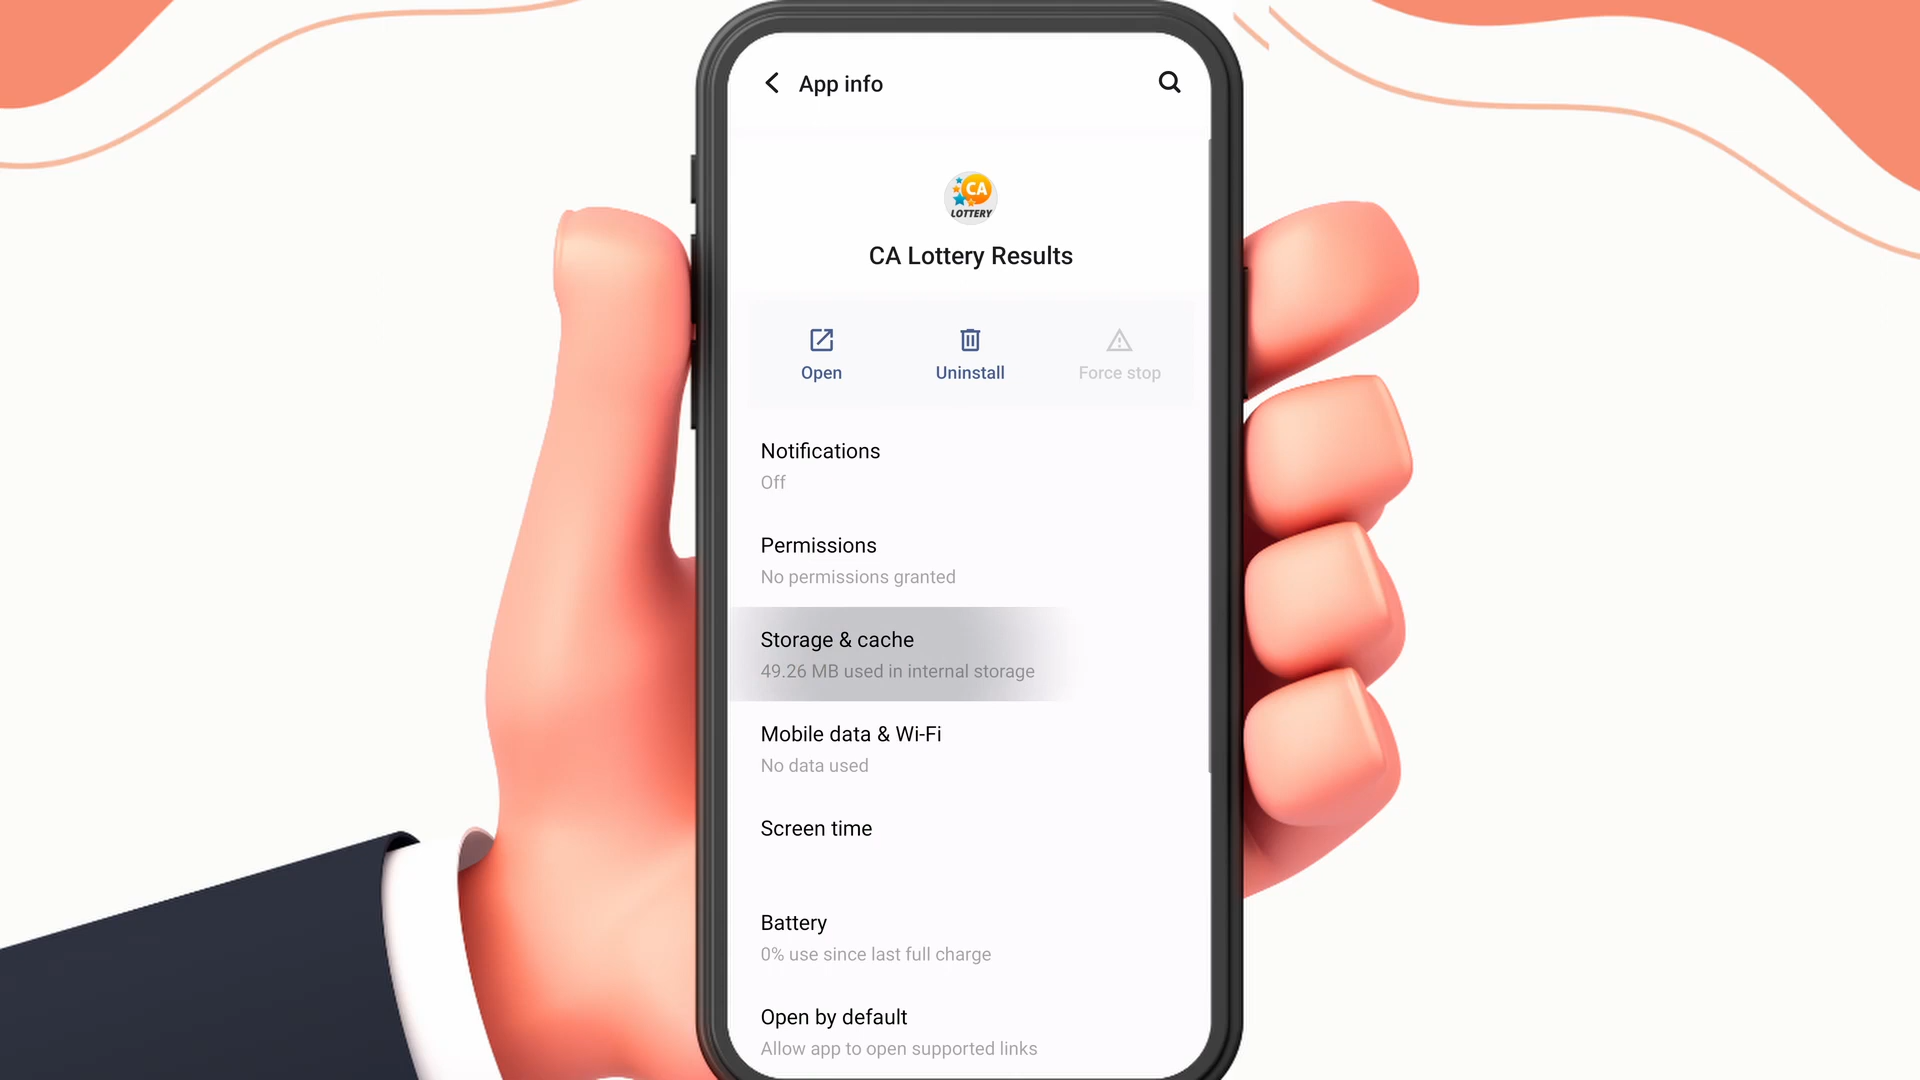 App info
CA
LOTTERY
CA Lottery Results
Open
Uninstall
Force stop
Notifications
Off
Permissions
No permissions granted
Storage & cache
49.26 MB used in internal storage
Mobile data & Wi-Fi
No data used
Screen time
Battery
0% use since last full charge
Open by default
Allow app to open supported links